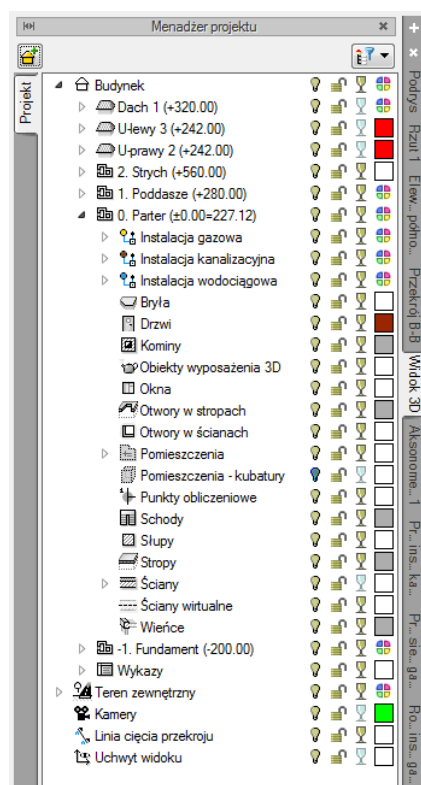 Menadżer projektu
Projekt
Budynek
Dach 1 (+320.00)
U-lewy 3 (+242.00)
U-prawy 2 (+242.00)
2. Strych (+560.00)
1. Poddasze (+280.00)
0. Parter (±0.00=227.12)
Instalacja gazowa
Instalacja kanalizacyjna
Instalacja wodociągowa
Bryła
Drzwi
Kominy
Obiekty wyposażenia 3D
Okna
Otwory w stropach
Otwory w ścianach
Pomieszczenia
Pomieszczenia - kubatury
Punkty obliczeniowe
Schody
Słupy
Stropy
Ściany
Ściany wirtualne
Wieńce
-1. Fundament (-200.00)
Wykazy
Teren zewnętrzny
Kamery
Linia cięcia przekroju
Uchwyt widoku
Podrys
Rzut 1
Elew... półno...
Przekrój B-B
Widok 3D
Aksonome... 1
Pr... ins... ka...
Pr... sie... ga...
Ro... ins... ga...